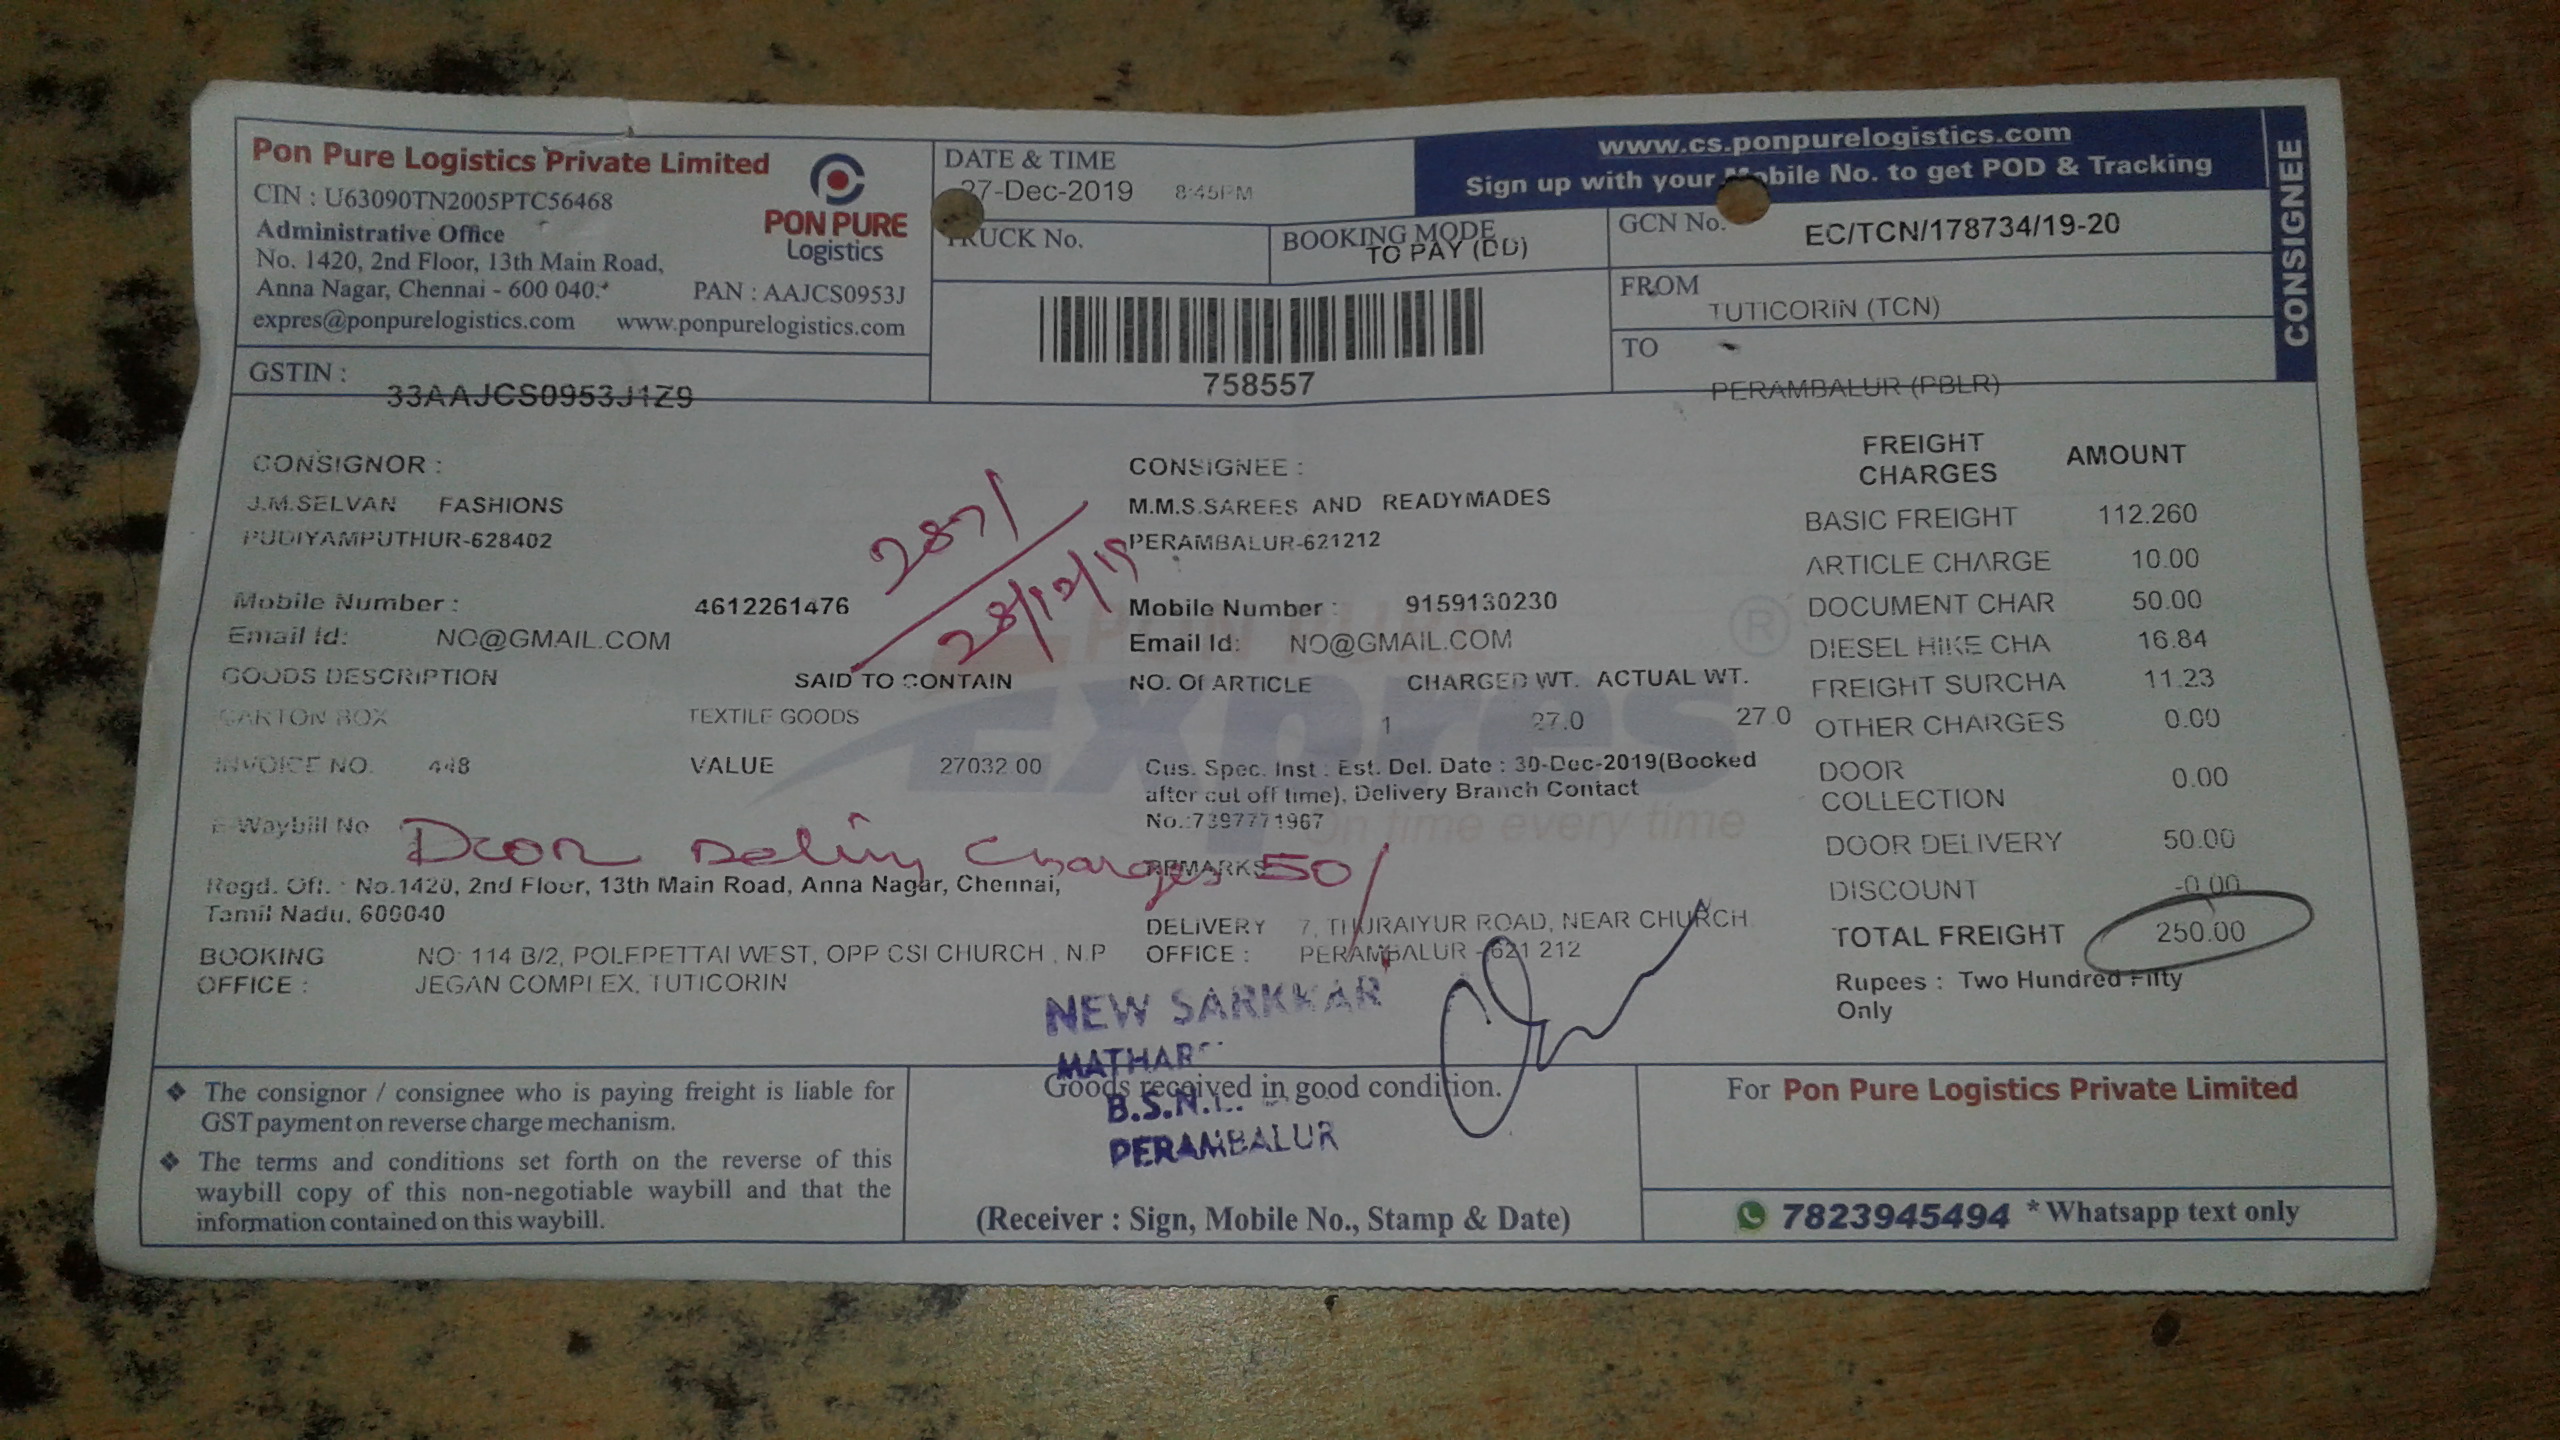 Pon Pure Logistics Private Limited
CIN : U63090TN2005PTC56468
Administrative Office
No. 1420, 2nd Floor, 13th Main Road,
Anna Nagar, Chennai - 600 040.
PAN : AAJCS0953J
expres@ponpurelogistics.com www.ponpurelogistics.com
PON PURE
Logistics
GSTIN :
33AAJCS0953J1Z9
DATE & TIME
27-Dec-2019 8:45PM
TRUCK No.
BOOKING MODE
TO PAY (DD)
758557
www.cs.ponpurelogistics.com
Sign up with your Mobile No. to get POD & Tracking
GCN No. EC/TCN/178734/19-20
FROM
TUTICORIN (TCN)
TO
PERAMBALUR (PBLR)
CONSIGNEE
CONSIGNOR :
J.M.SELVAN FASHIONS
PUDIYAMPUTHUR-628402
Mobile Number : 4612261476
Email Id: NO@GMAIL.COM
2871
28/12/19
CONSIGNEE :
M.M.S.SAREES AND READYMADES
PERAMBALUR-621212
Mobile Number : 9159130230
Email Id: NO@GMAIL.COM
GOODS DESCRIPTION SAID TO CONTAIN NO. Of ARTICLE CHARGED WT. ACTUAL WT.
CARTON BOX TEXTILE GOODS 1 27.0 27.0
INVOICE NO. 448 VALUE 27032.00
Cus. Spec. Inst : Est. Del. Date : 30-Dec-2019(Booked
after cut off time), Delivery Branch Contact
No.:7397771967
PON PURE
Expres
®
On time every time
E-Waybill No
Door Charges 50/
REMARKS
Regd. Off. : No.1420, 2nd Floor, 13th Main Road, Anna Nagar, Chennai,
Tamil Nadu, 600040
BOOKING OFFICE : NO: 114 B/2, POLEPETTAI WEST, OPP CSI CHURCH , N.P
JEGAN COMPLEX, TUTICORIN
DELIVERY OFFICE : 7, THURAIYUR ROAD, NEAR CHURCH
PERAMBALUR - 621 212
FREIGHT CHARGES AMOUNT
BASIC FREIGHT 112.260
ARTICLE CHARGE 10.00
DOCUMENT CHAR 50.00
DIESEL HIKE CHA 16.84
FREIGHT SURCHA 11.23
OTHER CHARGES 0.00
DOOR COLLECTION 0.00
DOOR DELIVERY 50.00
DISCOUNT -0.00
TOTAL FREIGHT 250.00
Rupees : Two Hundred Fifty
Only
❖ The consignor / consignee who is paying freight is liable for
GST payment on reverse charge mechanism.
❖ The terms and conditions set forth on the reverse of this
waybill copy of this non-negotiable waybill and that the
information contained on this waybill.
NEW SARKKAR
B.S.N.L.
PERAMBALUR
Goods received in good condition.
(Receiver : Sign, Mobile No., Stamp & Date)
For Pon Pure Logistics Private Limited
7823945494 * Whatsapp text only